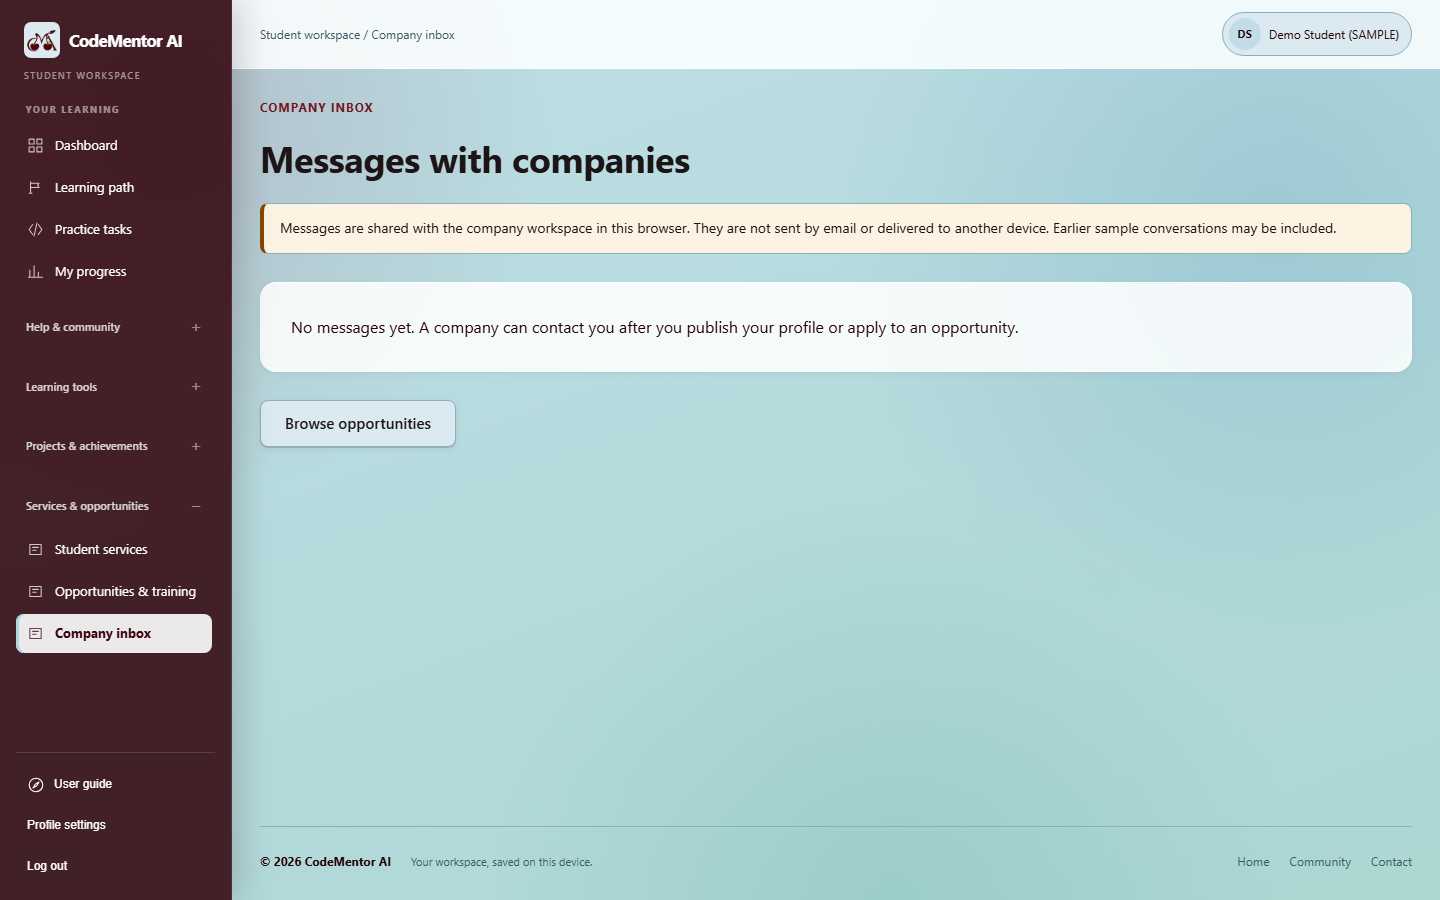 CodeMentor AI
STUDENT WORKSPACE
YOUR LEARNING
Dashboard
Learning path
Practice tasks
My progress
Help & community
Learning tools
Projects & achievements
Services & opportunities
Student services
Opportunities & training
Company inbox
User guide
Profile settings
Log out
Student workspace / Company inbox
DS Demo Student (SAMPLE)
COMPANY INBOX
Messages with companies
Messages are shared with the company workspace in this browser. They are not sent by email or delivered to another device. Earlier sample conversations may be included.
No messages yet. A company can contact you after you publish your profile or apply to an opportunity.
Browse opportunities
© 2026 CodeMentor AI Your workspace, saved on this device.
Home Community Contact